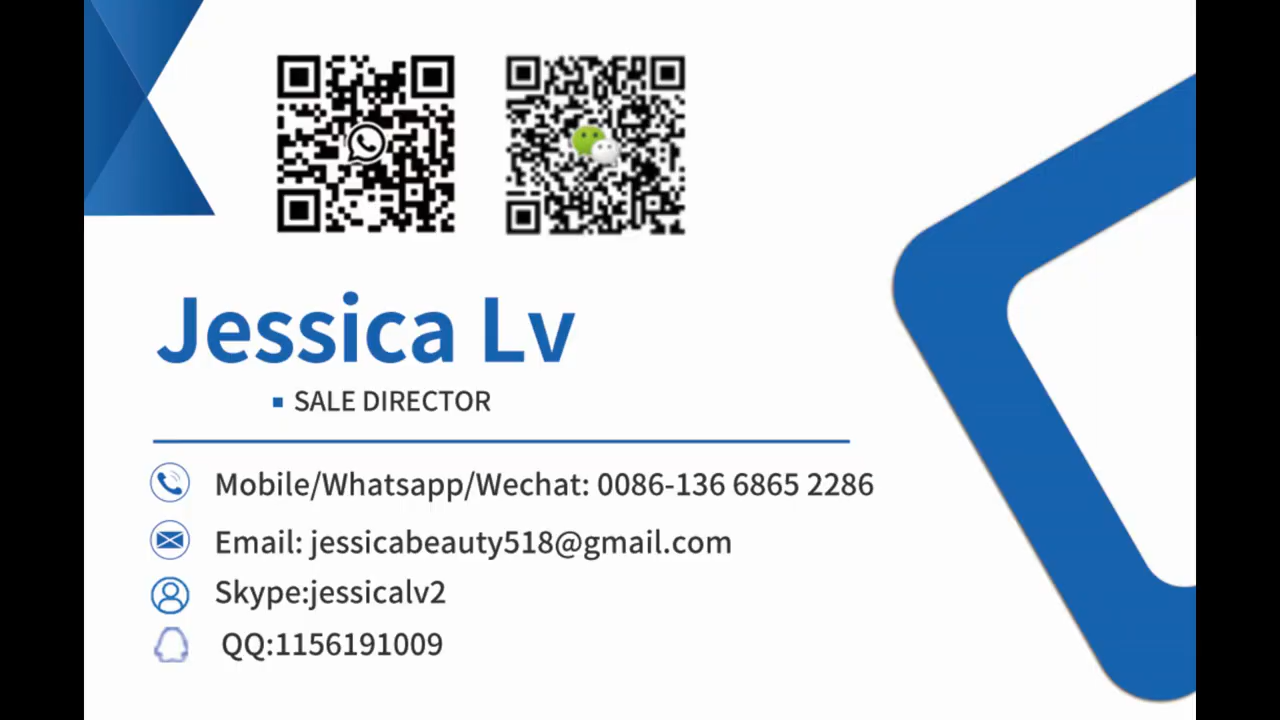 Jessica Lv
SALE DIRECTOR
Mobile/Whatsapp/Wechat: 0086-136 6865 2286
Email: jessicabeauty518@gmail.com
Skype:jessicalv2
QQ:1156191009